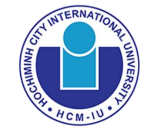 HOCHIMINH CITY INTERNATIONAL UNIVERSITY
HCM - IU